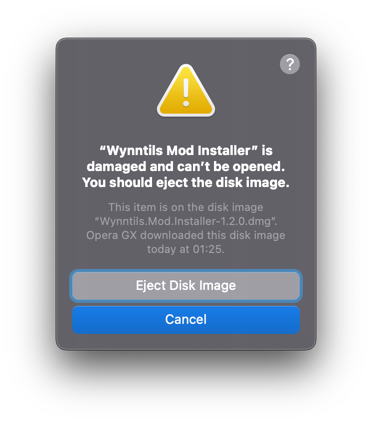 ?
“Wynntils Mod Installer” is
damaged and can’t be opened.
You should eject the disk image.
This item is on the disk image
“Wynntils.Mod.Installer-1.2.0.dmg”.
Opera GX downloaded this disk image
today at 01:25.
Eject Disk Image
Cancel